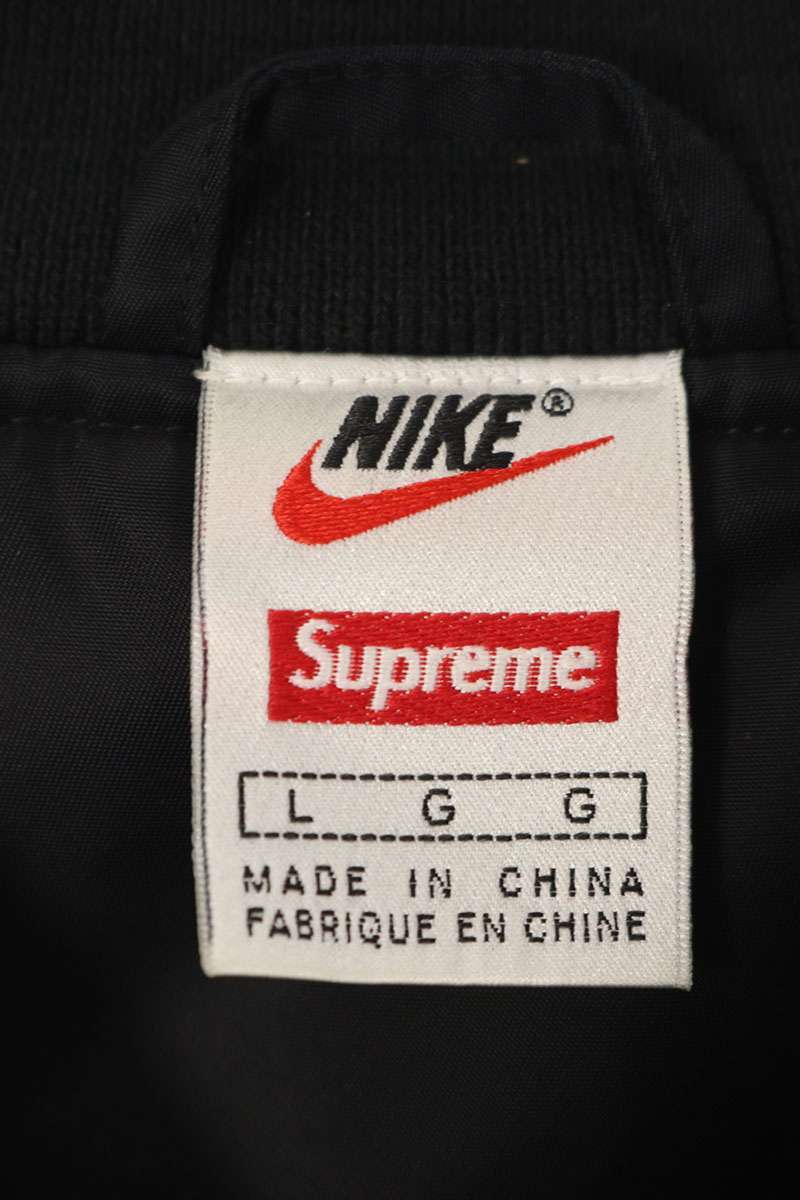 NIKE®
Supreme
L G G
MADE IN CHINA
FABRIQUE EN CHINE